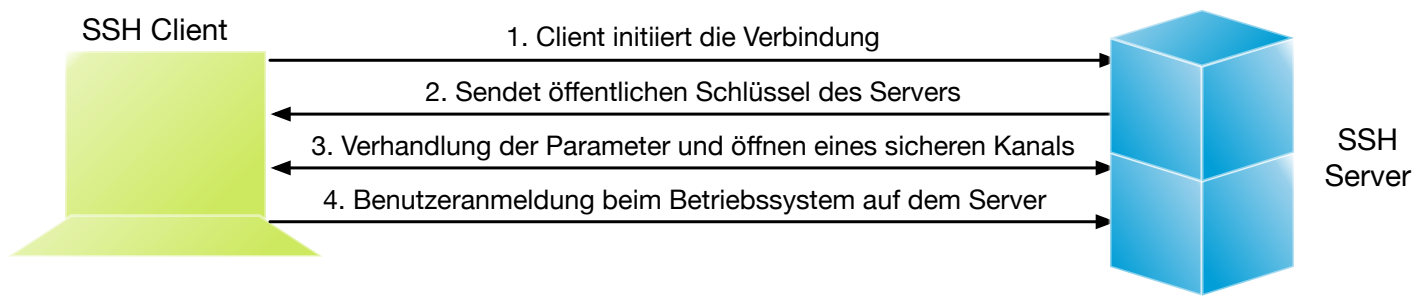 SSH Client
1. Client initiiert die Verbindung
2. Sendet öffentlichen Schlüssel des Servers
3. Verhandlung der Parameter und öffnen eines sicheren Kanals
4. Benutzeranmeldung beim Betriebssystem auf dem Server
SSH
Server